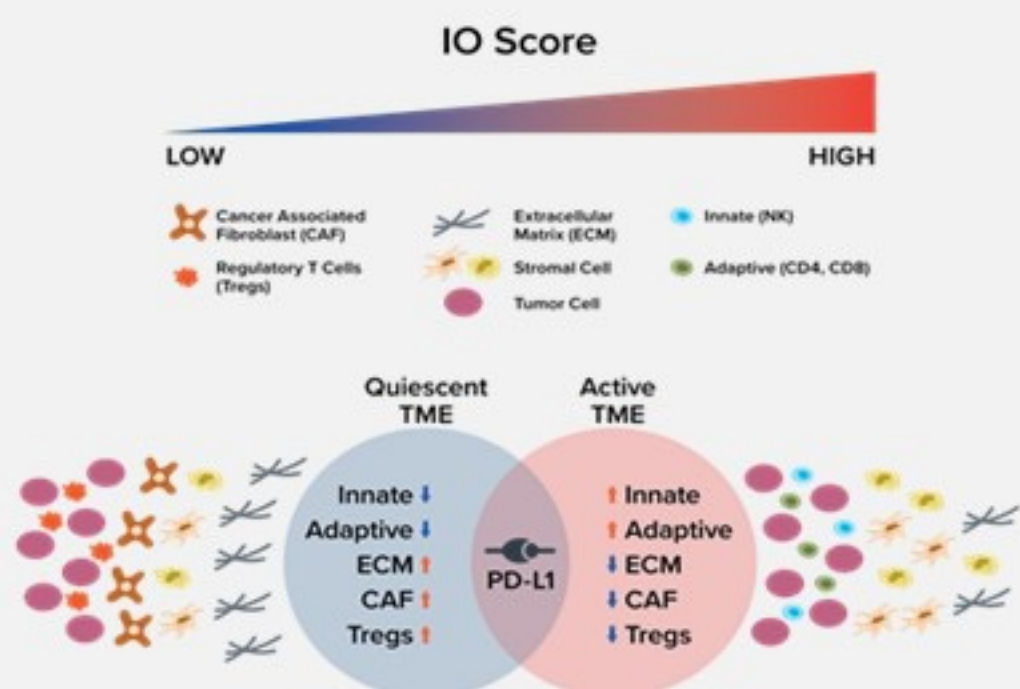 IO Score
LOW
HIGH
Cancer Associated
Fibroblast (CAF)
Regulatory T Cells
(Tregs)
Extracellular
Matrix (ECM)
Stromal Cell
Tumor Cell
Innate (NK)
Adaptive (CD4, CD8)
Quiescent
TME
Active
TME
Innate ↓
Adaptive ↓
ECM ↑
CAF ↑
Tregs ↑
PD-L1
↑ Innate
↑ Adaptive
↓ ECM
↓ CAF
↓ Tregs